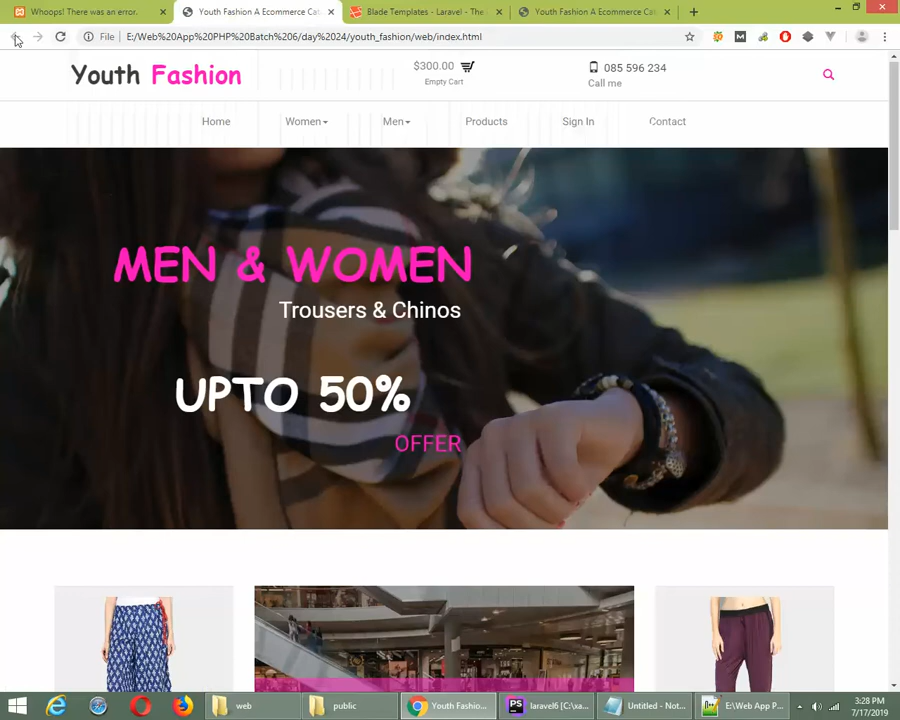 Whoops! There was an error.
Youth Fashion A Ecommerce Cat
Blade Templates - Laravel - The
Youth Fashion A Ecommerce Cat
File
E:/Web%20App%20PHP%20Batch%206/day%2024/youth_fashion/web/index.html
Youth Fashion
$300.00
Empty Cart
085 596 234
Call me
Home
Women
Men
Products
Sign In
Contact
MEN & WOMEN
Trousers & Chinos
UPTO 50%
OFFER
web
public
Youth Fashion...
laravel6 [C:\xa...
Untitled - Not...
E:\Web App P...
3:28 PM
7/17/2019